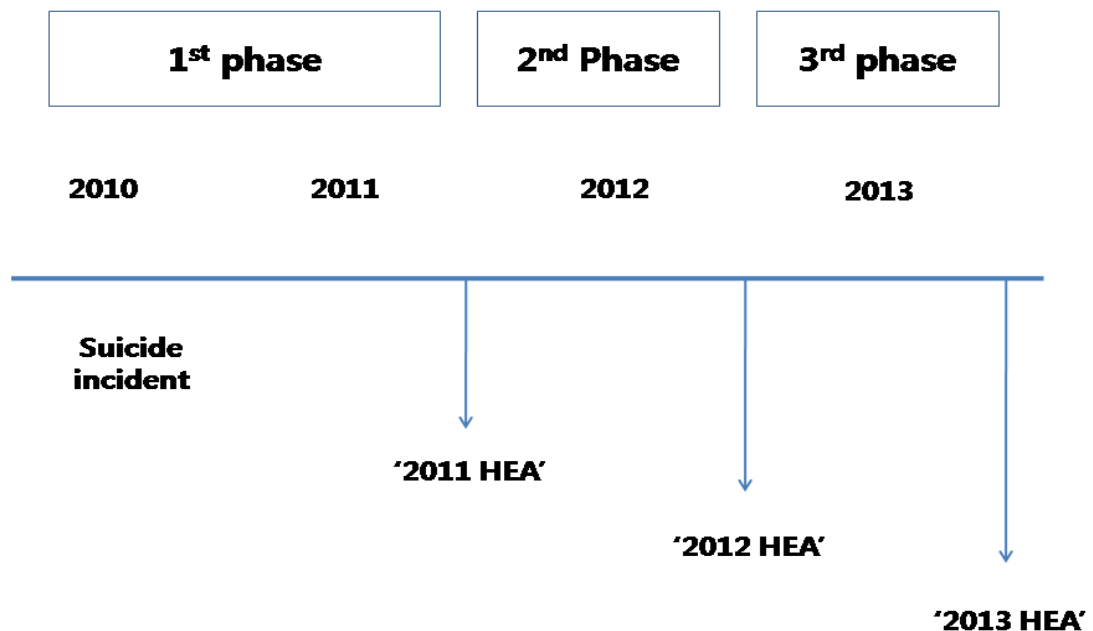 1st phase
2nd Phase
3rd phase
2010
2011
2012
2013
Suicide
incident
‘2011 HEA’
‘2012 HEA’
‘2013 HEA’